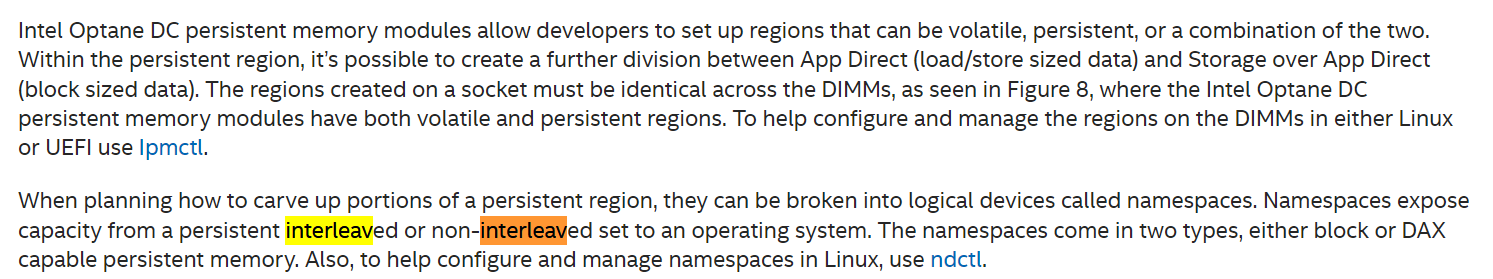 Intel Optane DC persistent memory modules allow developers to set up regions that can be volatile, persistent, or a combination of the two.
Within the persistent region, it’s possible to create a further division between App Direct (load/store sized data) and Storage over App Direct
(block sized data). The regions created on a socket must be identical across the DIMMs, as seen in Figure 8, where the Intel Optane DC
persistent memory modules have both volatile and persistent regions. To help configure and manage the regions on the DIMMs in either Linux
or UEFI use Ipmctl.
When planning how to carve up portions of a persistent region, they can be broken into logical devices called namespaces. Namespaces expose
capacity from a persistent interleaved or non-interleaved set to an operating system. The namespaces come in two types, either block or DAX
capable persistent memory. Also, to help configure and manage namespaces in Linux, use ndctl.